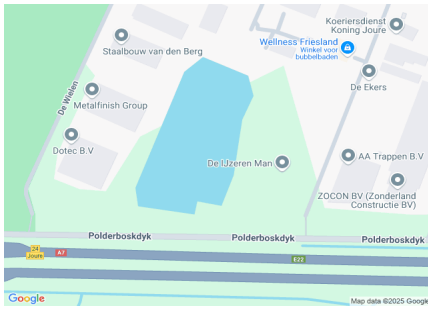 Koeriersdienst
Koning Joure
Staalbouw van den Berg
Wellness Friesland
Winkel voor
bubbelbaden
De Ekers
De Wielen
Metalfinish Group
Dotec B.V
De IJzeren Man
AA Trappen B.V
ZOCON BV (Zonderland
Constructie BV)
Polderboskdyk
Polderboskdyk
Polderboskdyk
24
Joure
A7
E22
Google
Map data ©2025 Google